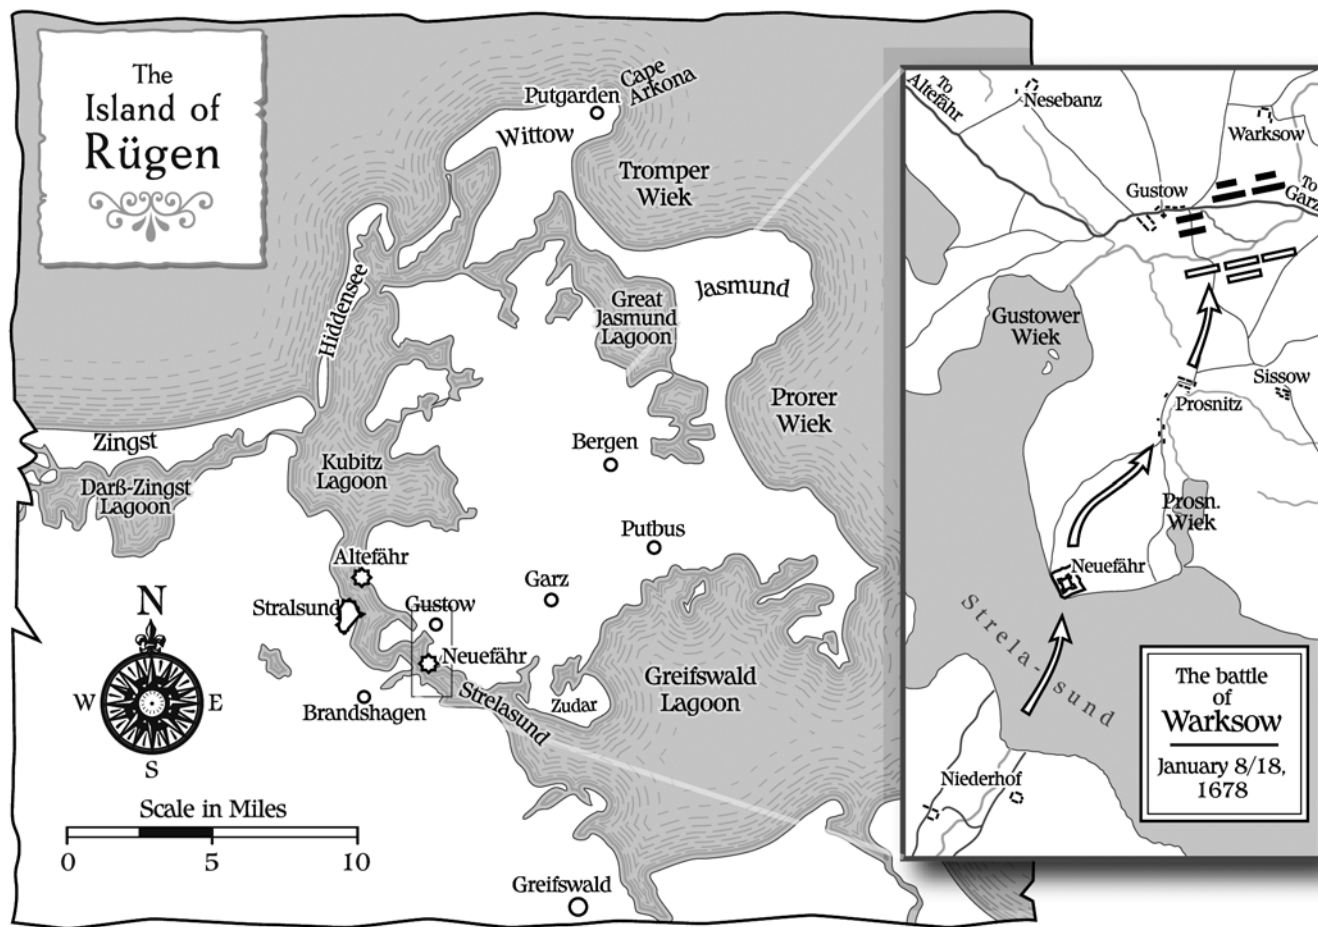 The
Island of
Rügen
Cape
Arkona
Putgarden
Wittow
Tromper
Wiek
Hiddensee
Great
Jasmund
Lagoon
Jasmund
Prorer
Wiek
Zingst
Darß-Zingst
Lagoon
Kubitz
Lagoon
Bergen
Putbus
Altefähr
Garz
Stralsund
Gustow
Neuefähr
Brandshagen
Strelasund
Zudar
Greifswald
Lagoon
Greifswald
N
W
E
S
Scale in Miles
0
5
10
To
Altefähr
Nesebanz
Warksow
Gustow
To
Garz
Gustower
Wiek
Sissow
Prosnitz
Prosn.
Wiek
Neuefähr
Strela-
sund
Niederhof
The battle
of
Warksow
January 8/18,
1678